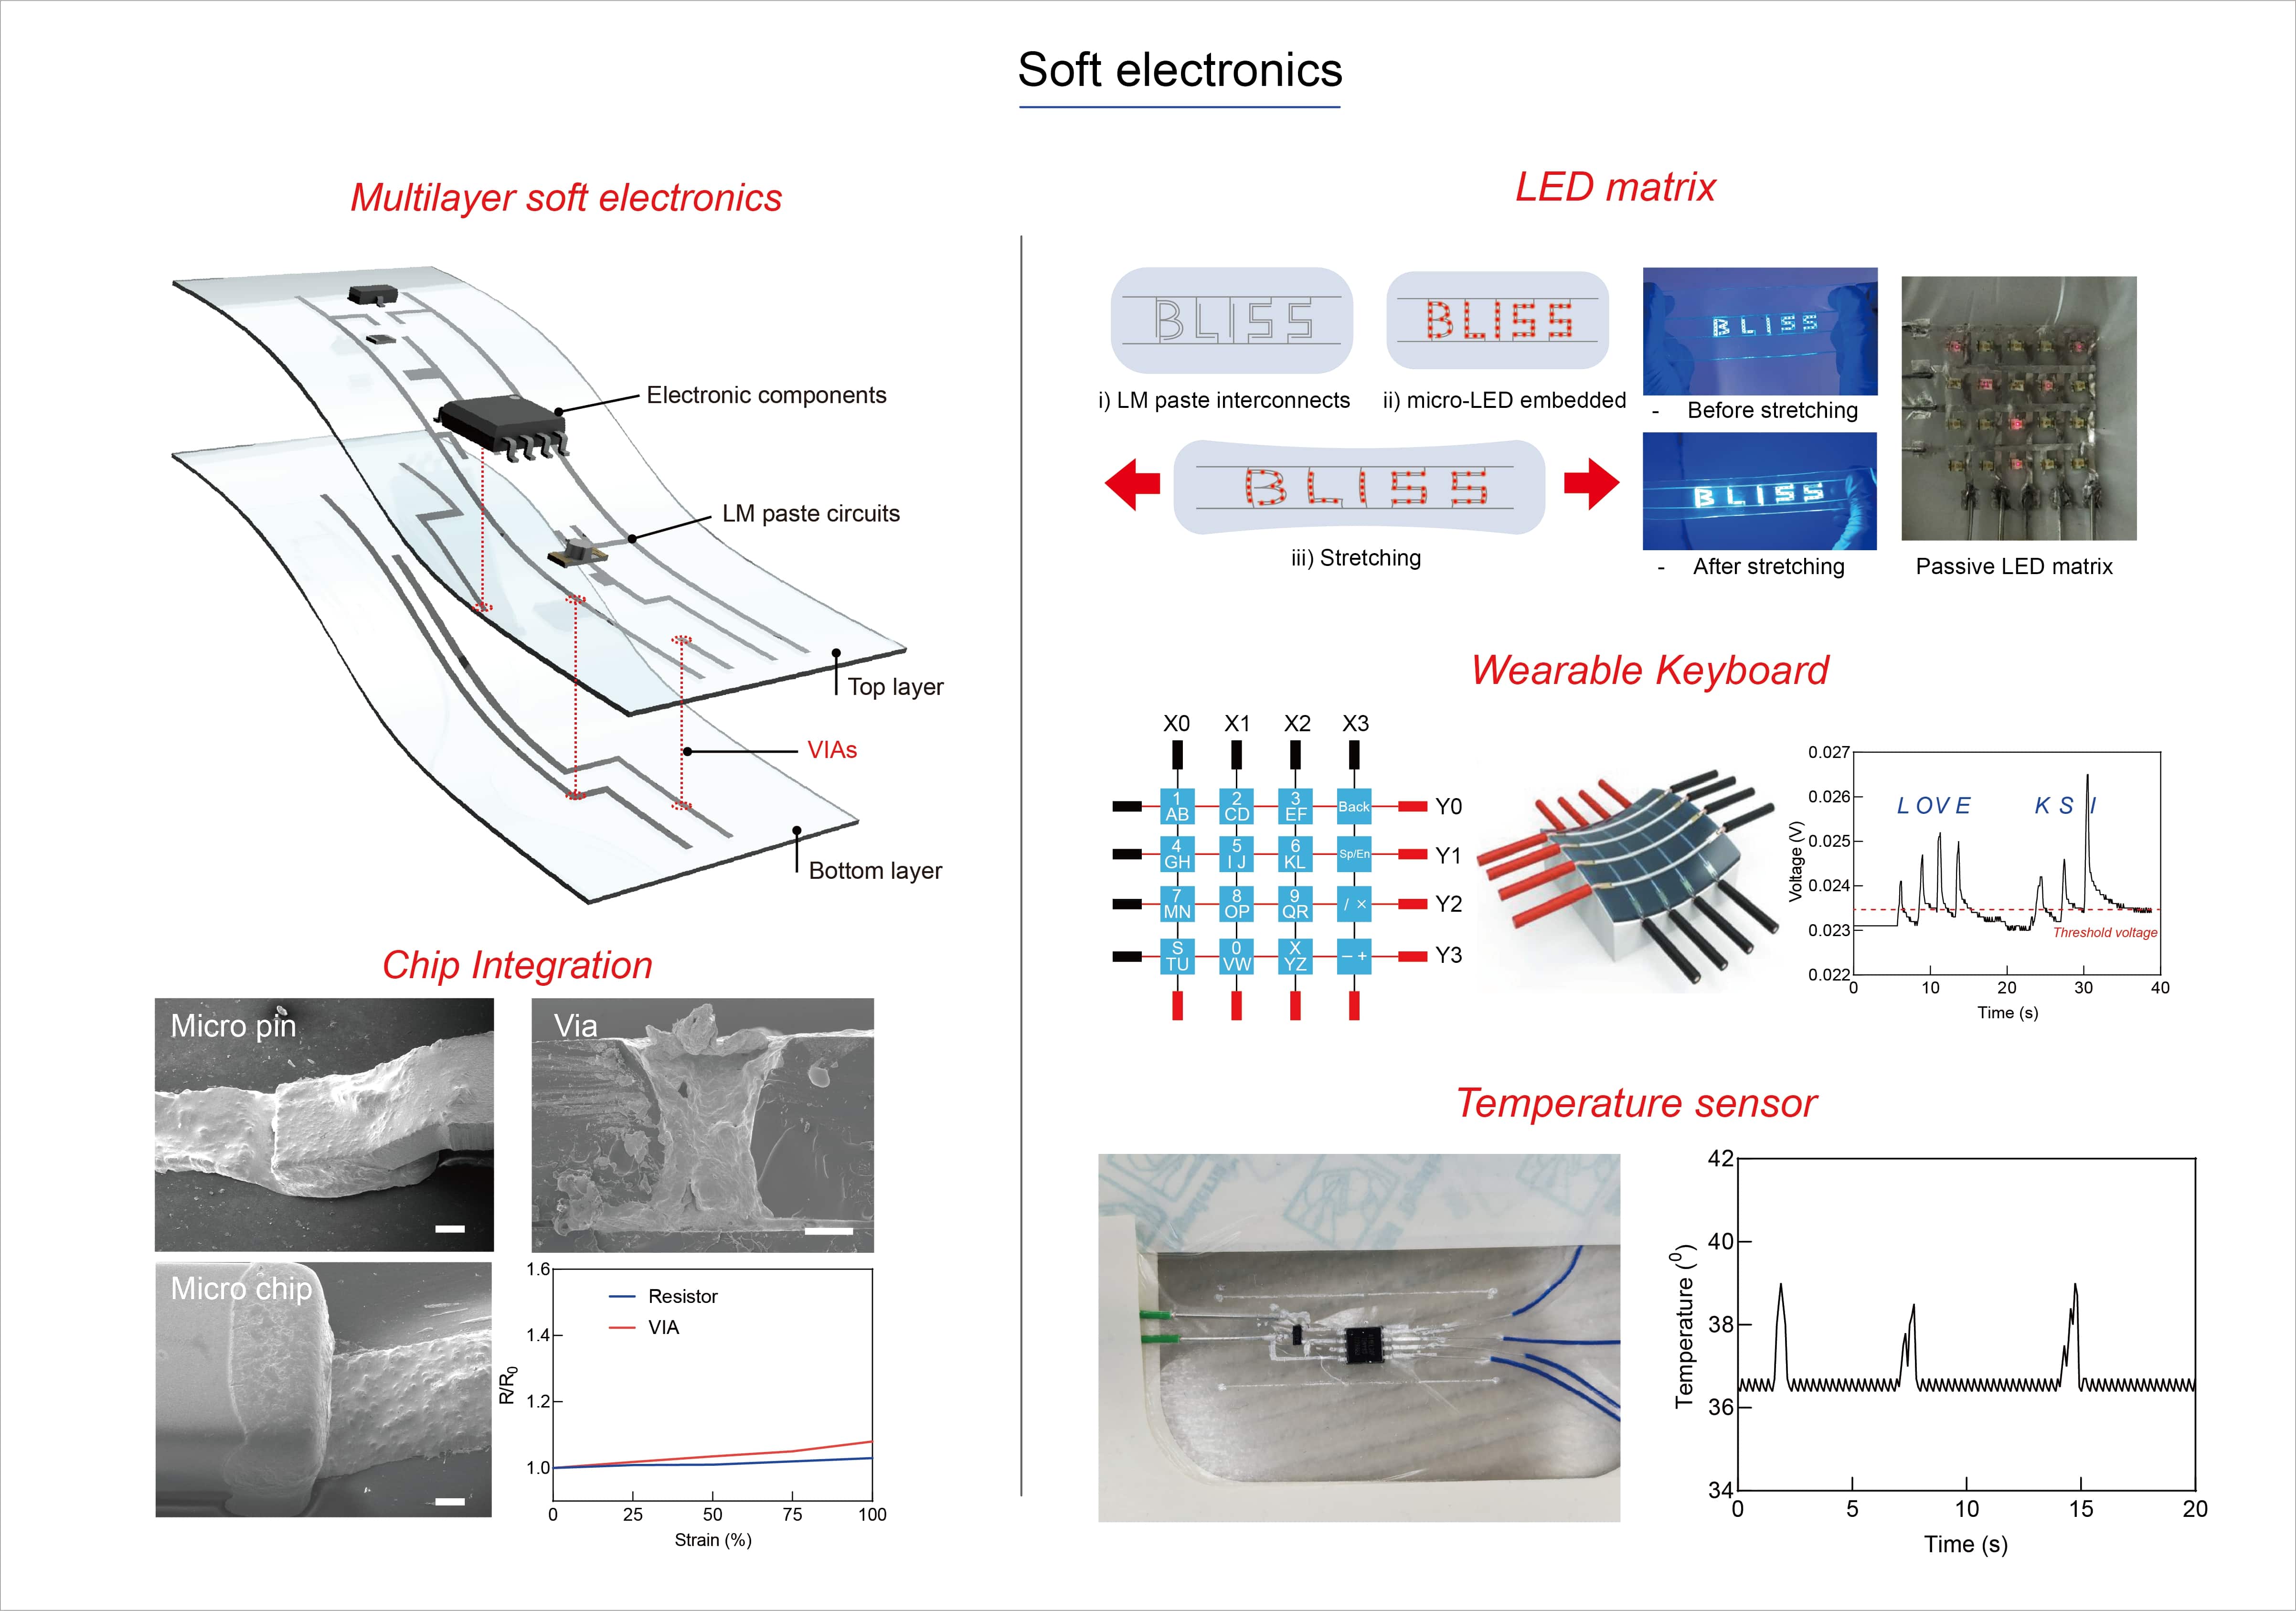 Soft electronics
Multilayer soft electronics
Electronic components
LM paste circuits
Top layer
VIAs
Bottom layer
Chip Integration
Micro pin
Via
Micro chip
1.6
1.4
1.2
1.0
R/R0
Resistor
VIA
0 25 50 75 100
Strain (%)
LED matrix
BLISS
i) LM paste interconnects
BLISS
ii) micro-LED embedded
BLISS
- Before stretching
BLISS
iii) Stretching
BLISS
- After stretching
Passive LED matrix
Wearable Keyboard
X0 X1 X2 X3
1 2 3 Back
AB CD EF
Y0
4 5 6 Sp/En
GH I J KL
Y1
7 8 9 / ×
MN OP QR
Y2
S 0 X – +
TU VW YZ
Y3
0.027
0.026
0.025
0.024
0.023
0.022
Voltage (V)
L O V E K S I
Threshold voltage
0 10 20 30 40
Time (s)
Temperature sensor
42
40
38
36
34
Temperature (0)
0 5 10 15 20
Time (s)